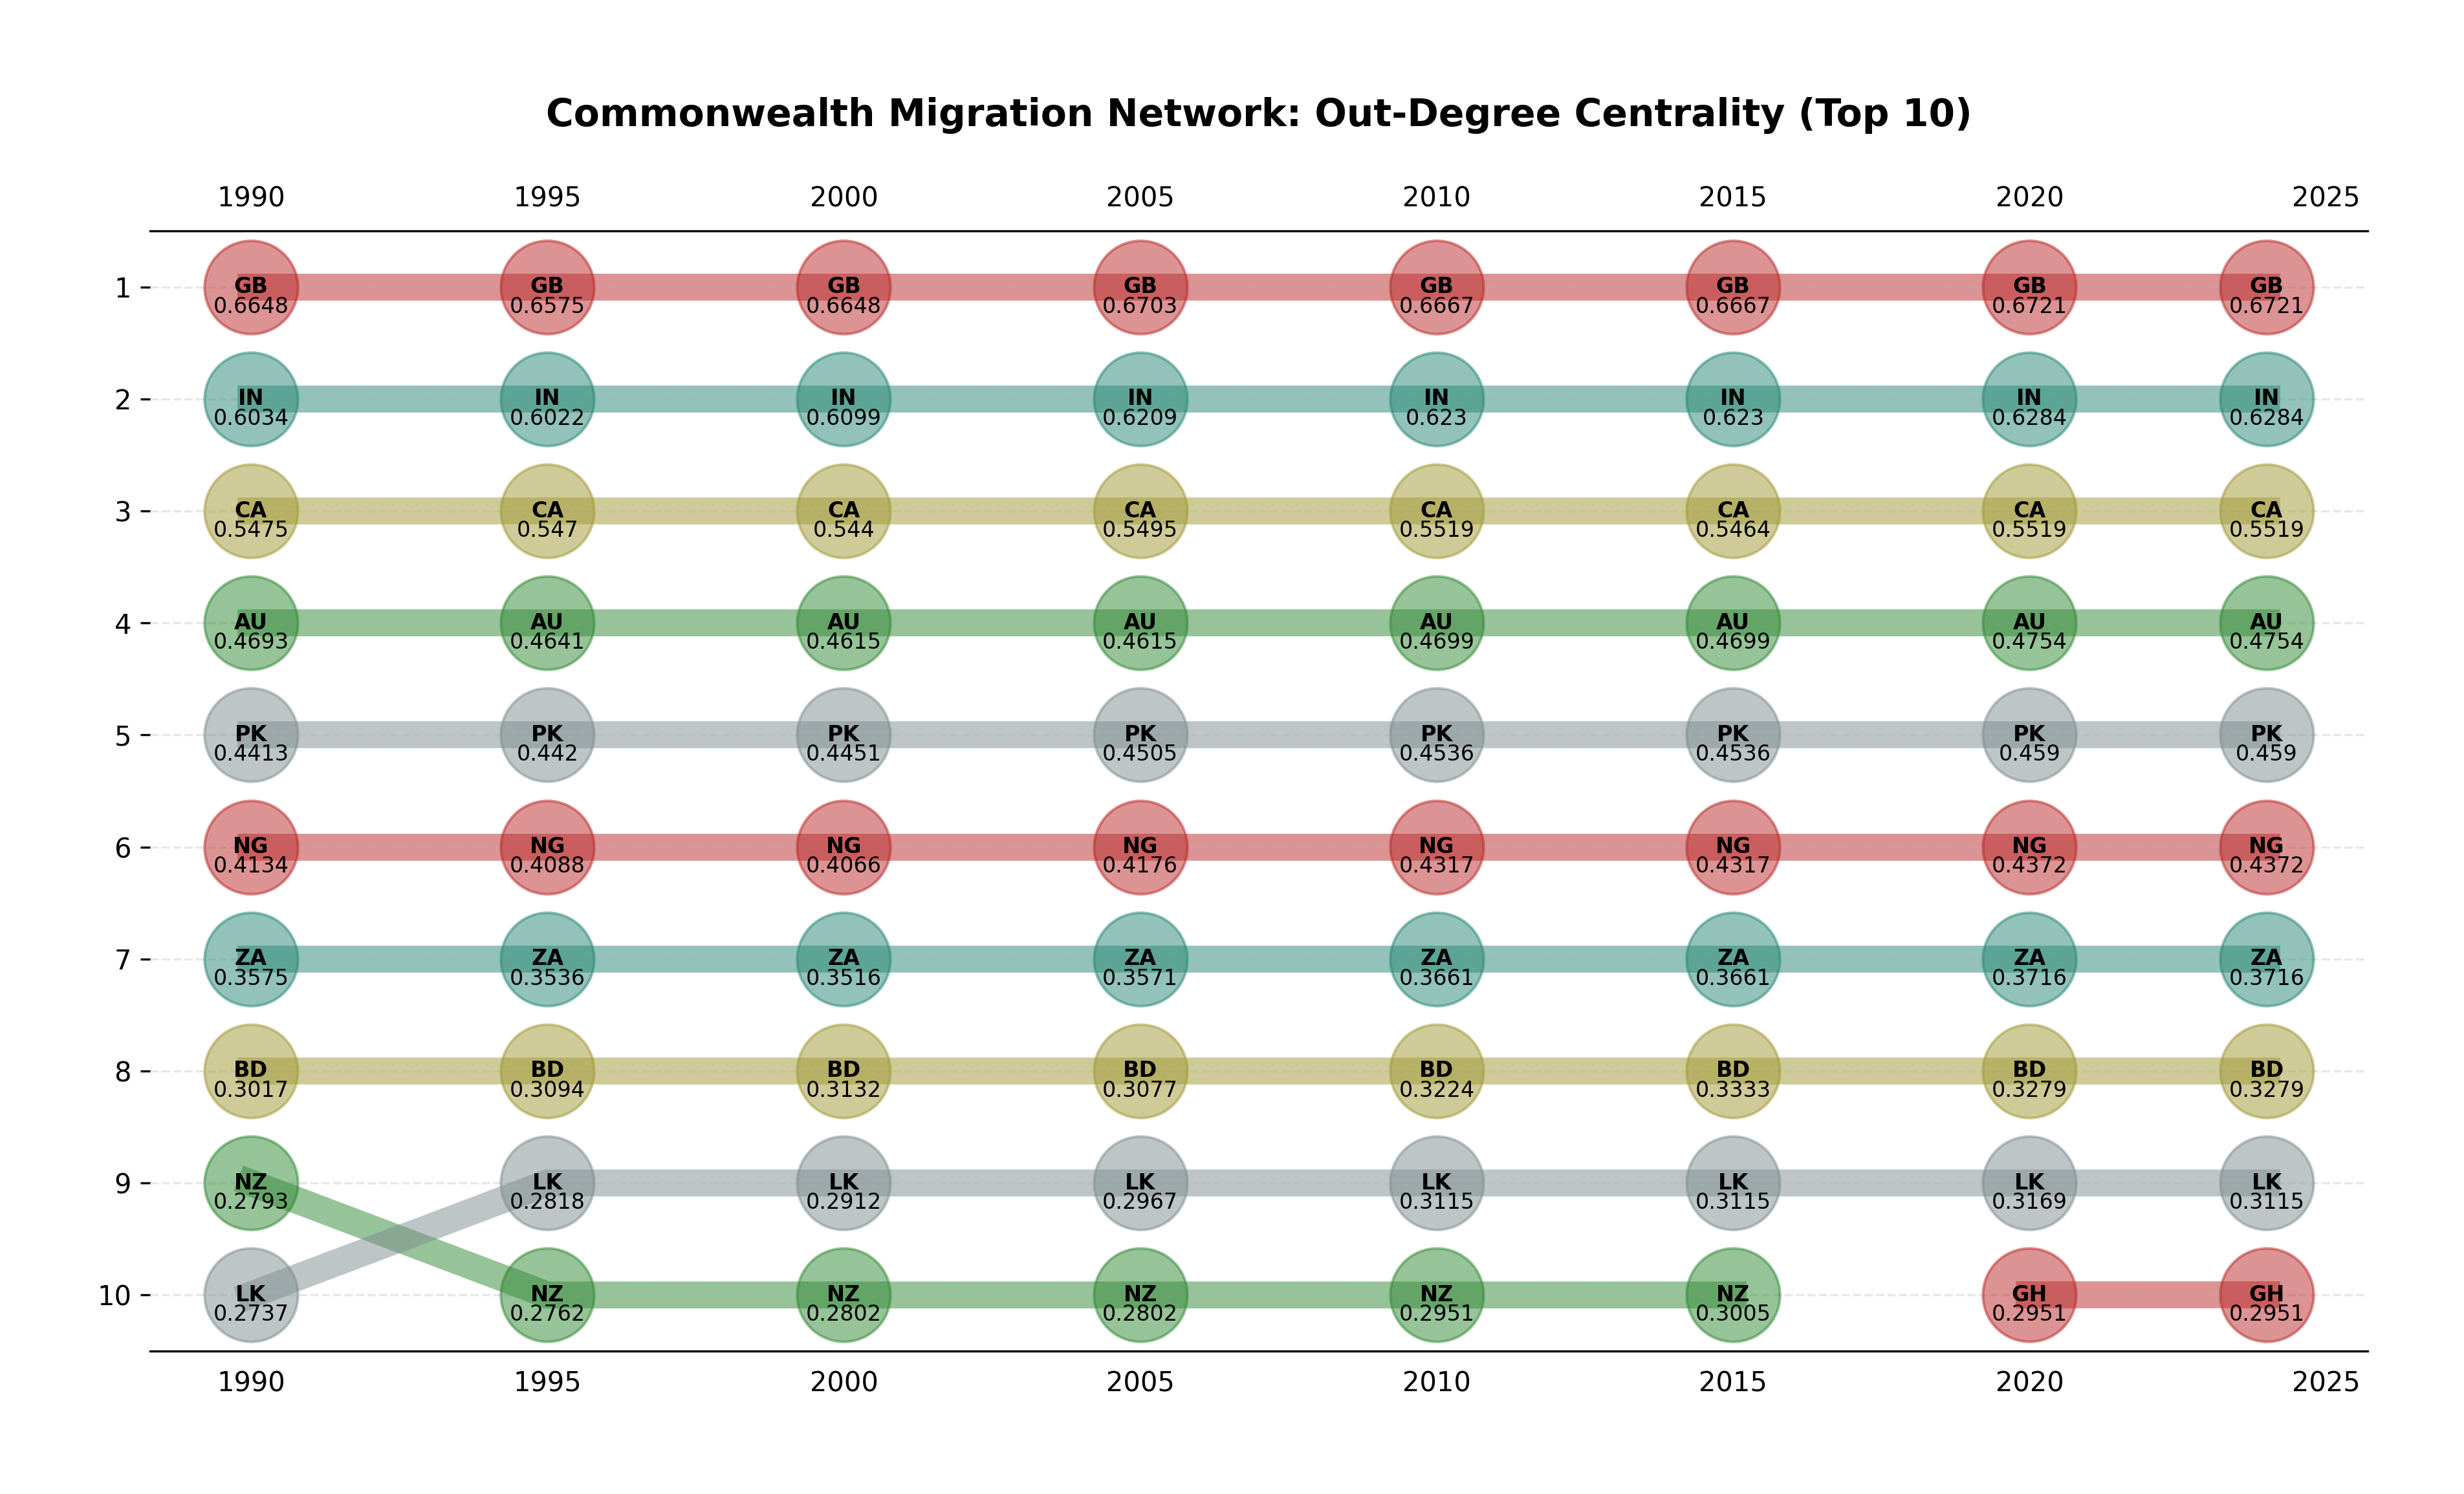 Commonwealth Migration Network: Out-Degree Centrality (Top 10)
1990 1995 2000 2005 2010 2015 2020 2025
1 GB GB GB GB GB GB GB GB
0.6648 0.6575 0.6648 0.6703 0.6667 0.6667 0.6721 0.6721
2 IN IN IN IN IN IN IN IN
0.6034 0.6022 0.6099 0.6209 0.623 0.623 0.6284 0.6284
3 CA CA CA CA CA CA CA CA
0.5475 0.547 0.544 0.5495 0.5519 0.5464 0.5519 0.5519
4 AU AU AU AU AU AU AU AU
0.4693 0.4641 0.4615 0.4615 0.4699 0.4699 0.4754 0.4754
5 PK PK PK PK PK PK PK PK
0.4413 0.442 0.4451 0.4505 0.4536 0.4536 0.459 0.459
6 NG NG NG NG NG NG NG NG
0.4134 0.4088 0.4066 0.4176 0.4317 0.4317 0.4372 0.4372
7 ZA ZA ZA ZA ZA ZA ZA ZA
0.3575 0.3536 0.3516 0.3571 0.3661 0.3661 0.3716 0.3716
8 BD BD BD BD BD BD BD BD
0.3017 0.3094 0.3132 0.3077 0.3224 0.3333 0.3279 0.3279
9 NZ LK LK LK LK LK LK LK
0.2793 0.2818 0.2912 0.2967 0.3115 0.3115 0.3169 0.3115
10 LK NZ NZ NZ NZ NZ GH GH
0.2737 0.2762 0.2802 0.2802 0.2951 0.3005 0.2951 0.2951
1990 1995 2000 2005 2010 2015 2020 2025